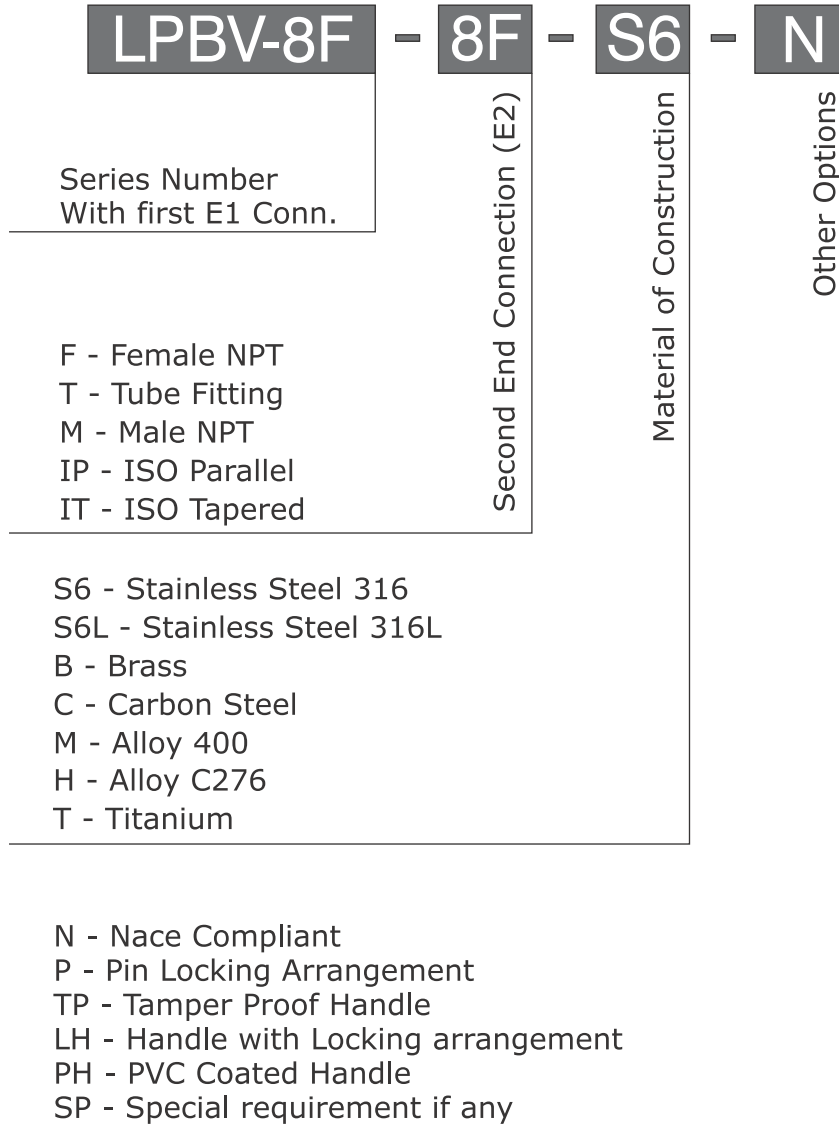 LPBV-8F - 8F - S6 - N
Series Number
With first E1 Conn.
Second End Connection (E2)
Material of Construction
Other Options
F - Female NPT
T - Tube Fitting
M - Male NPT
IP - ISO Parallel
IT - ISO Tapered
S6 - Stainless Steel 316
S6L - Stainless Steel 316L
B - Brass
C - Carbon Steel
M - Alloy 400
H - Alloy C276
T - Titanium
N - Nace Compliant
P - Pin Locking Arrangement
TP - Tamper Proof Handle
LH - Handle with Locking arrangement
PH - PVC Coated Handle
SP - Special requirement if any